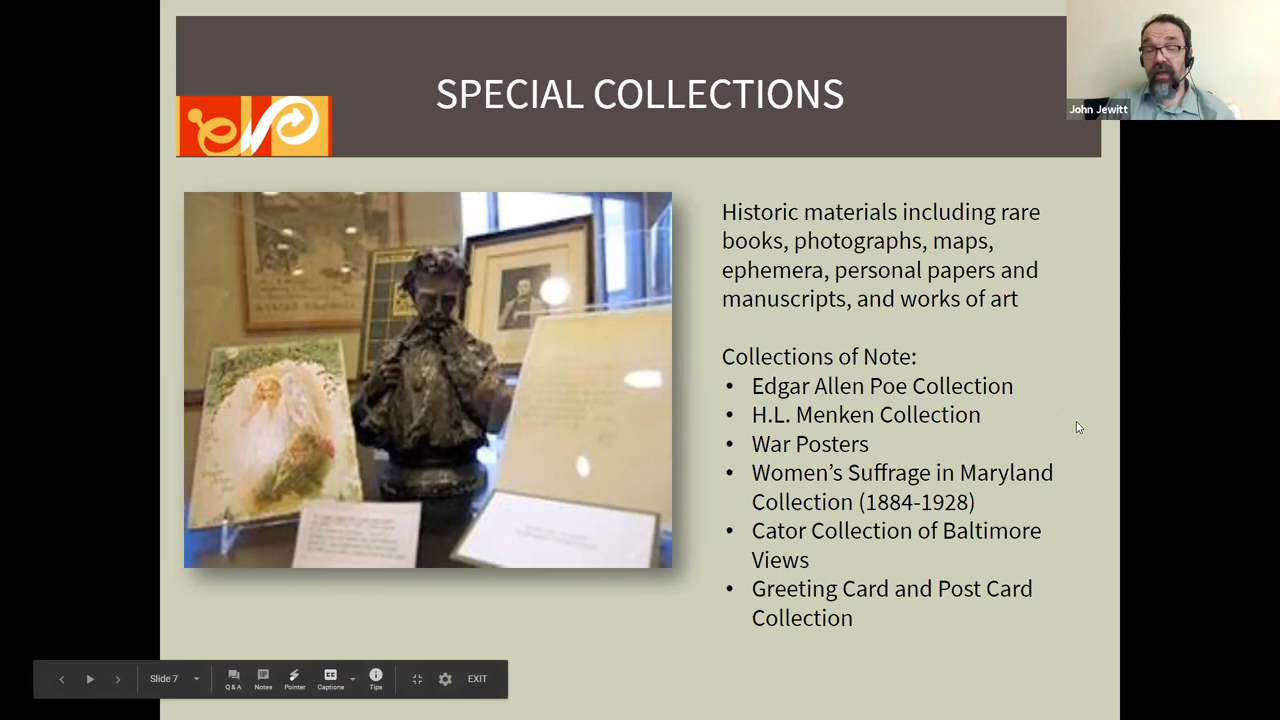 SPECIAL COLLECTIONS
John Jewitt
Historic materials including rare
books, photographs, maps,
ephemera, personal papers and
manuscripts, and works of art
Collections of Note:
• Edgar Allen Poe Collection
• H.L. Menken Collection
• War Posters
• Women’s Suffrage in Maryland
Collection (1884-1928)
• Cator Collection of Baltimore
Views
• Greeting Card and Post Card
Collection
Slide 7
Q & A
Notes
Pointer
CC
Captions
Tips
EXIT